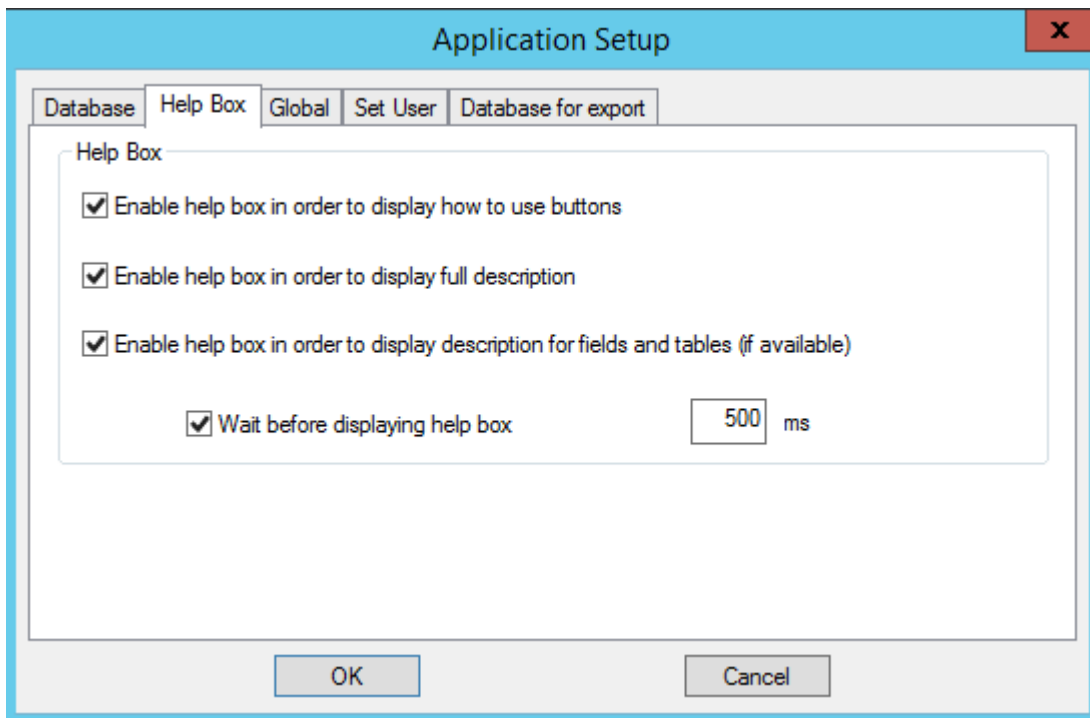 Application Setup
x
Database Help Box Global Set User Database for export
Help Box
Enable help box in order to display how to use buttons
Enable help box in order to display full description
Enable help box in order to display description for fields and tables (if available)
Wait before displaying help box 500 ms
OK Cancel